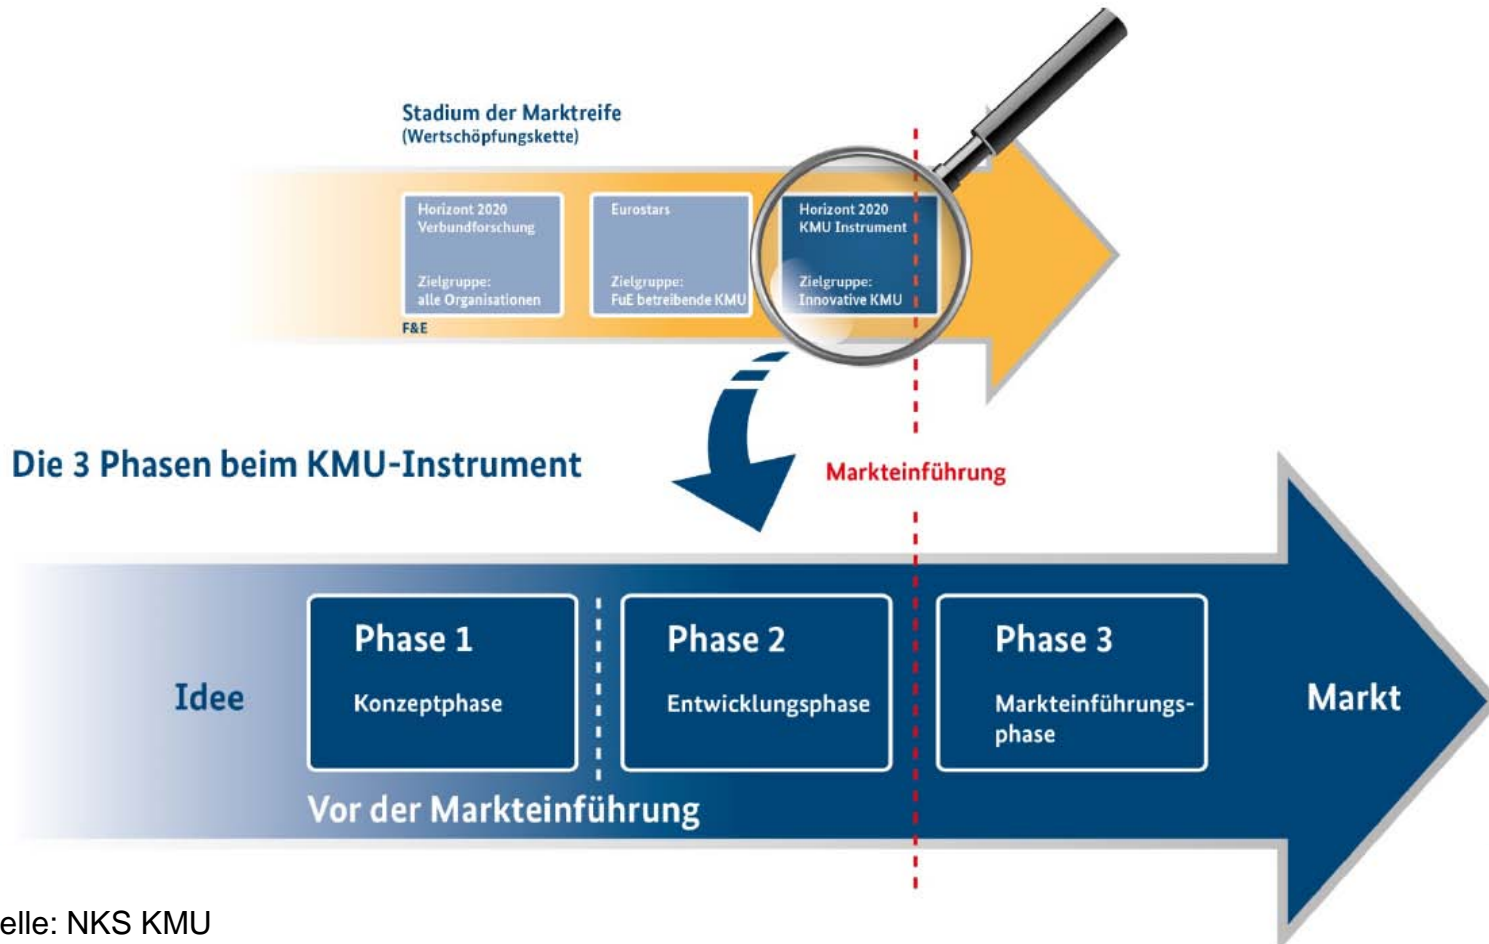 Stadium der Marktreife
(Wertschöpfungskette)
Horizont 2020
Verbundforschung
Zielgruppe:
alle Organisationen
F&E
Eurostars
Zielgruppe:
FuE betreibende KMU
Horizont 2020
KMU Instrument
Zielgruppe:
Innovative KMU
Die 3 Phasen beim KMU-Instrument
Markteinführung
Idee
Phase 1
Konzeptphase
Phase 2
Entwicklungsphase
Phase 3
Markteinführungs-
phase
Markt
Vor der Markteinführung
elle: NKS KMU